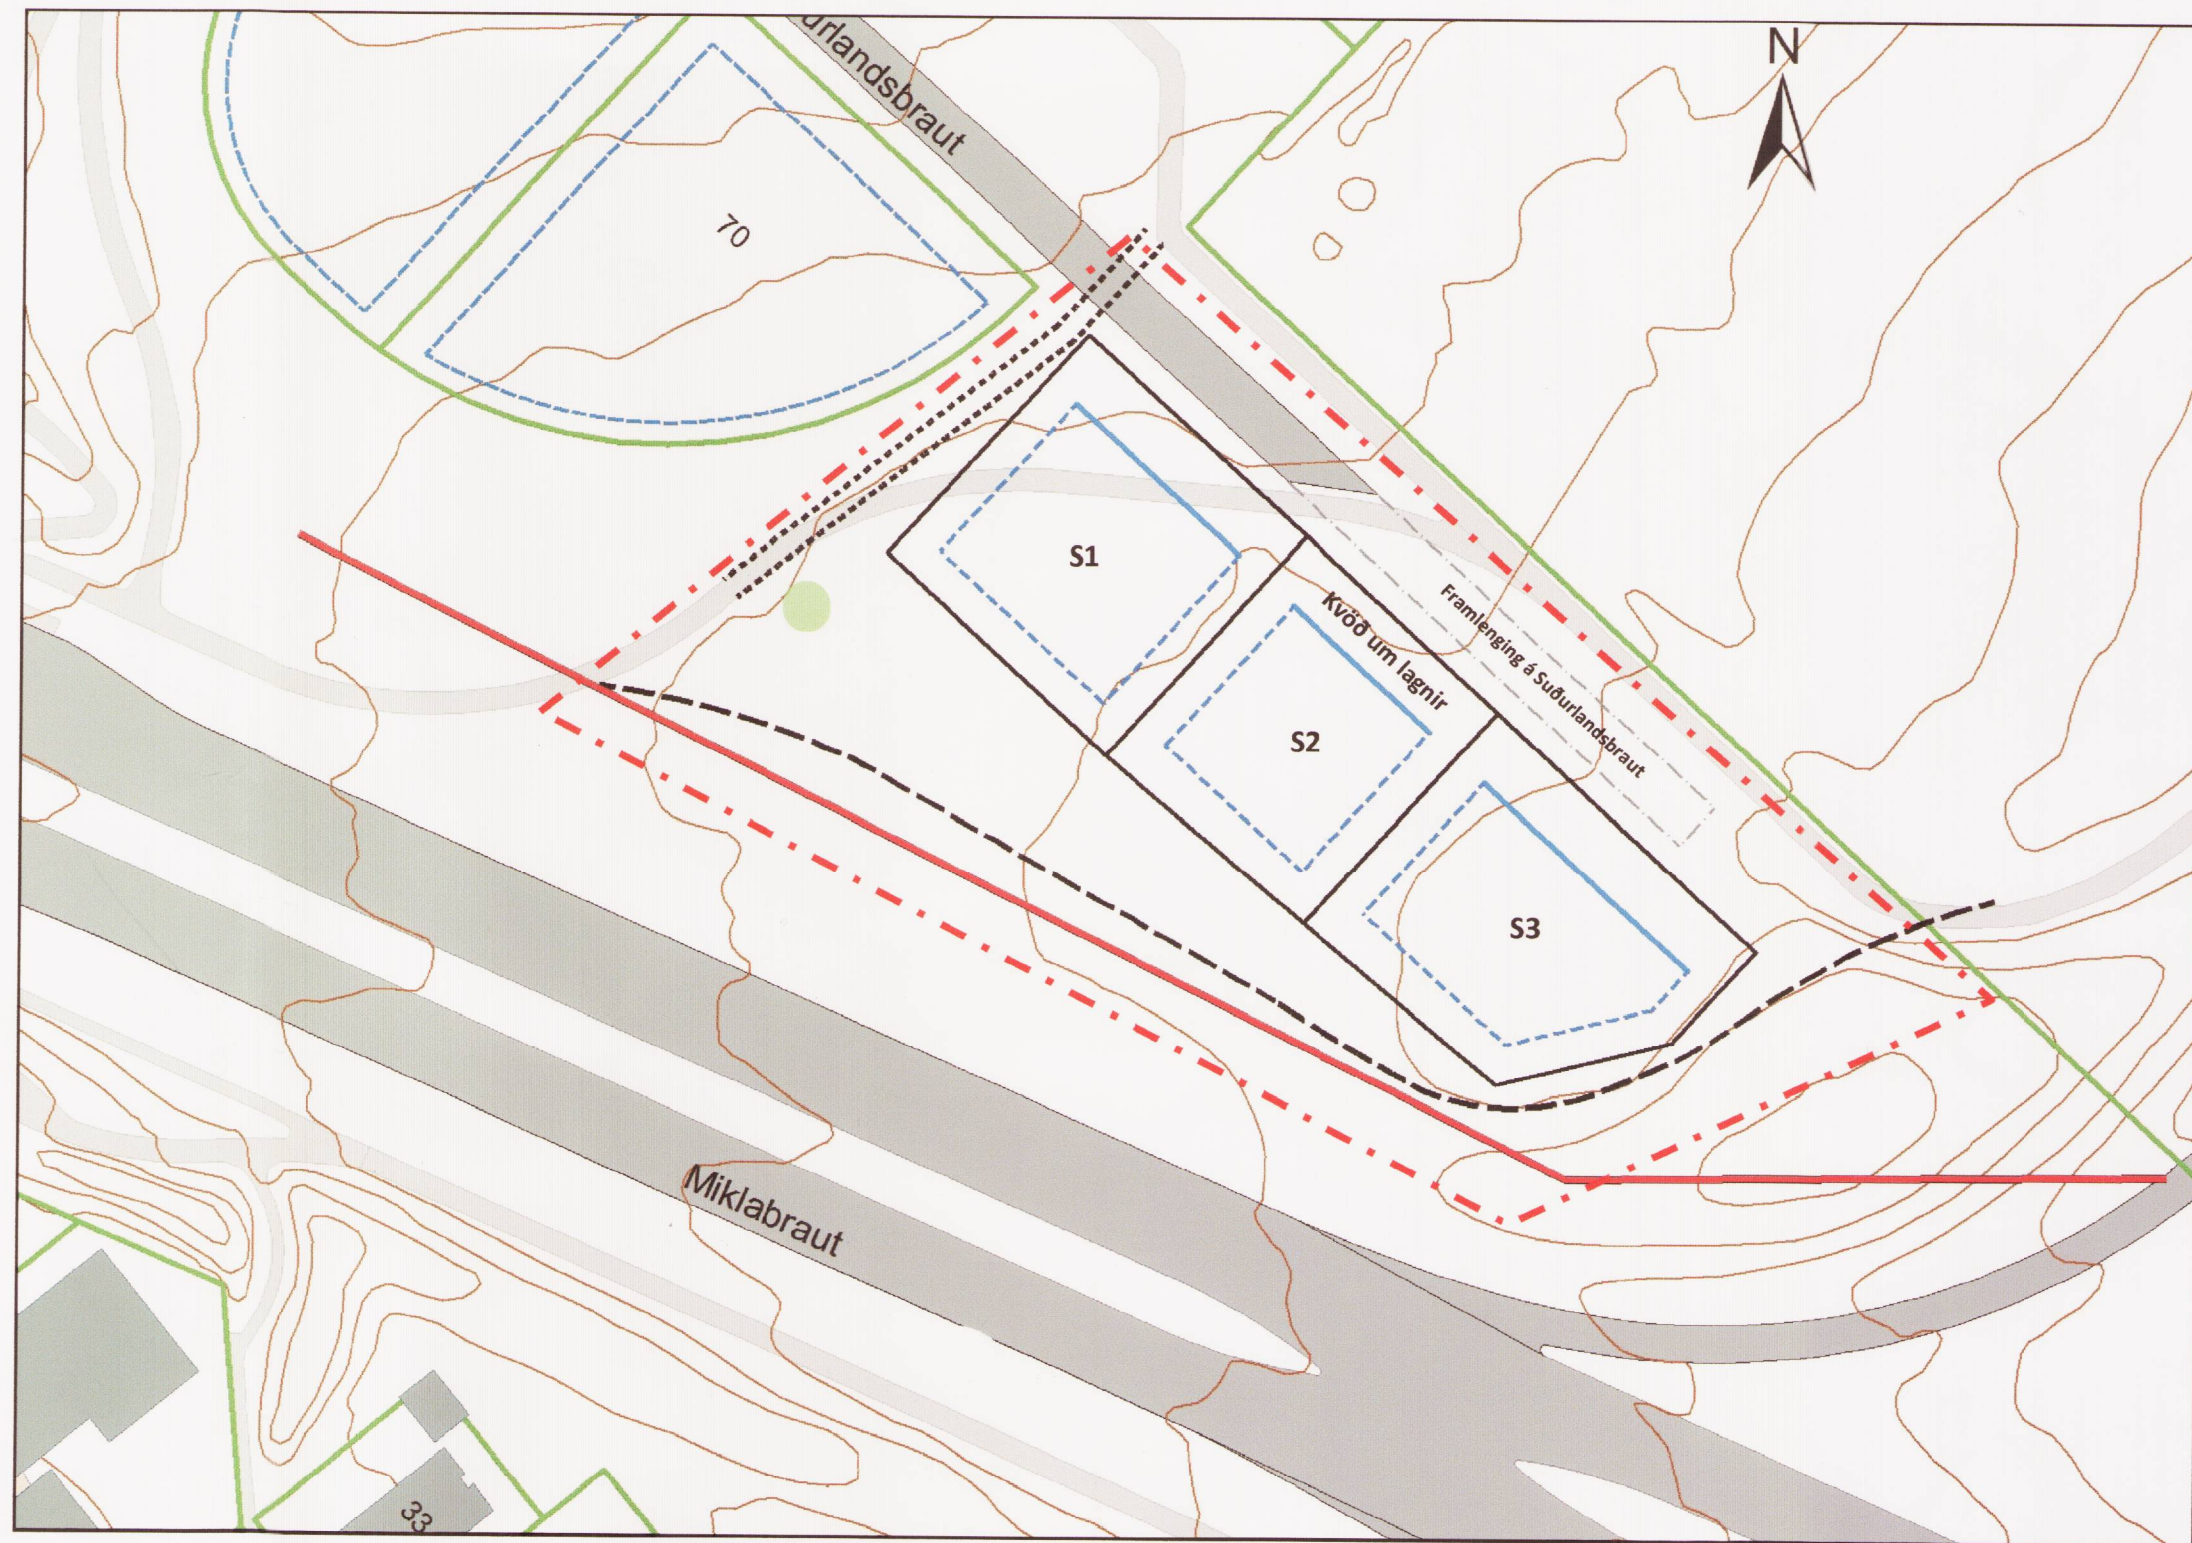 urlandsbraut
N
70
S1
Kvöð um lagnir
Framlenging á Suðurlandsbraut
S2
S3
Miklabraut
33